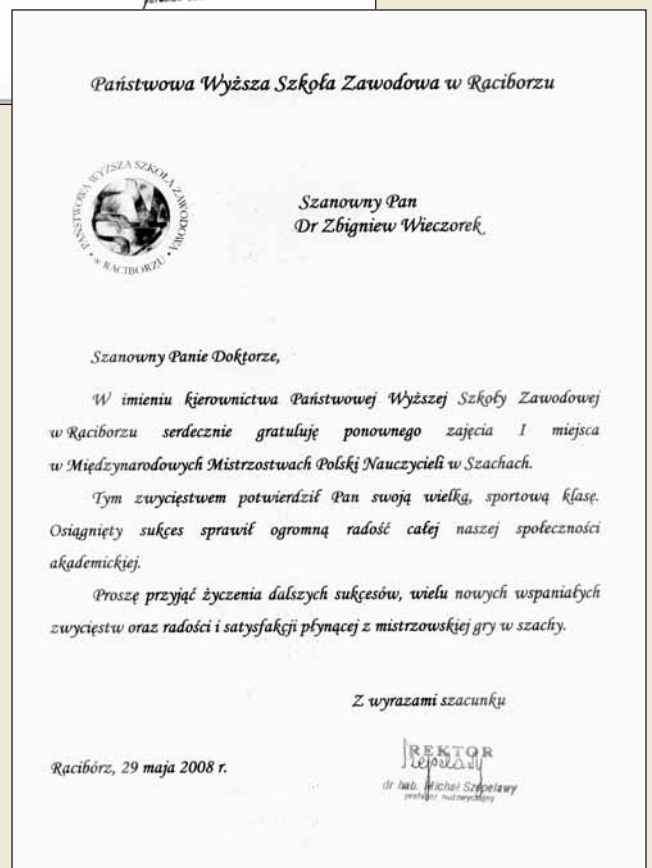 Państwowa Wyższa Szkoła Zawodowa w Raciborzu
PAŃSTWOWA WYŻSZA SZKOŁA ZAWODOWA • w RACIBORZU •
Szanowny Pan
Dr Zbigniew Wieczorek
Szanowny Panie Doktorze,
W imieniu kierownictwa Państwowej Wyższej Szkoły Zawodowej
w Raciborzu serdecznie gratuluję ponownego zajęcia I miejsca
w Międzynarodowych Mistrzostwach Polski Nauczycieli w Szachach.
Tym zwycięstwem potwierdził Pan swoją wielką, sportową klasę.
Osiągnięty sukces sprawił ogromną radość całej naszej społeczności
akademickiej.
Proszę przyjąć życzenia dalszych sukcesów, wielu nowych wspaniałych
zwycięstw oraz radości i satysfakcji płynącej z mistrzowskiej gry w szachy.
Z wyrazami szacunku
REKTOR
dr hab. Michał Szepelawy
profesor nadzwyczajny
Racibórz, 29 maja 2008 r.